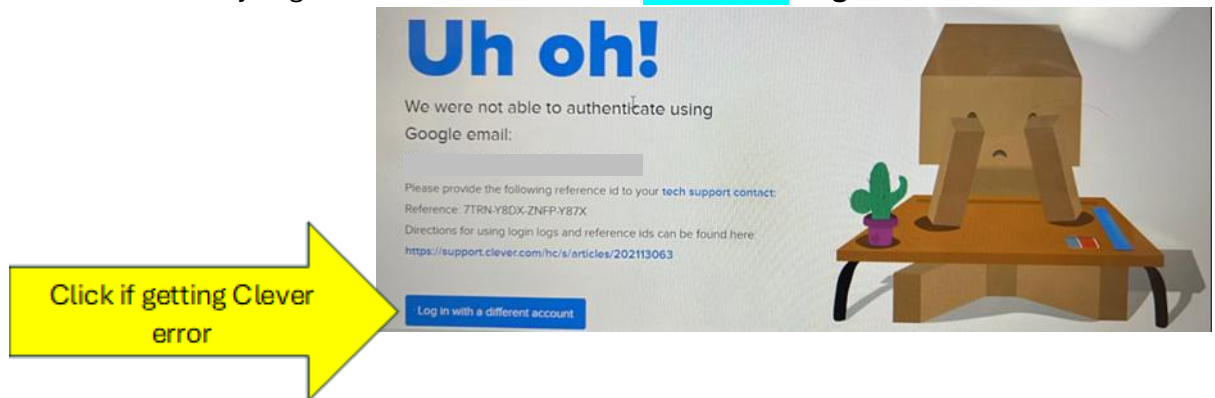 Uh oh!
We were not able to authenticate using
Google email:
Please provide the following reference id to your tech support contact:
Reference: 7TRN-Y8DX-ZNFP-Y87X
Directions for using login logs and reference ids can be found here:
https://support.clever.com/hc/s/articles/202113063
Click if getting Clever
error
Log in with a different account